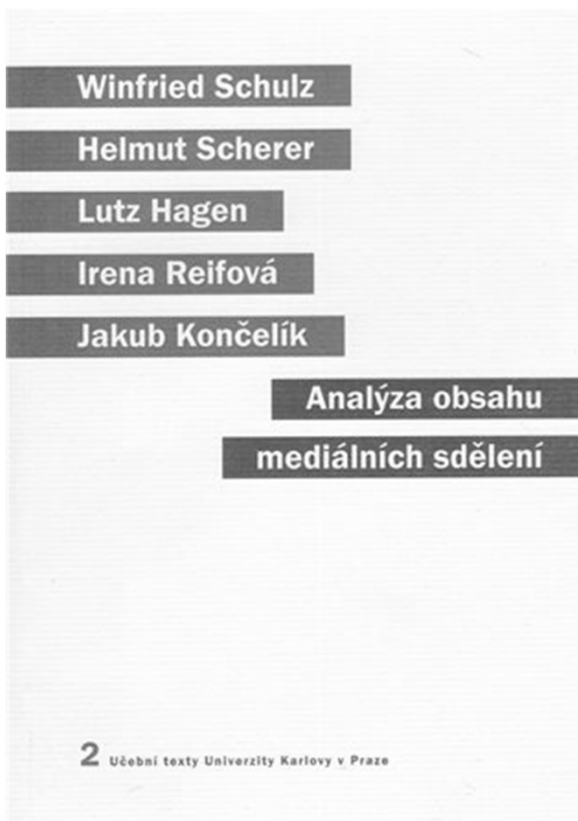 Winfried Schulz
Helmut Scherer
Lutz Hagen
Irena Reifová
Jakub Končelík
Analýza obsahu
mediálních sdělení
2 Učební texty Univerzity Karlovy v Praze